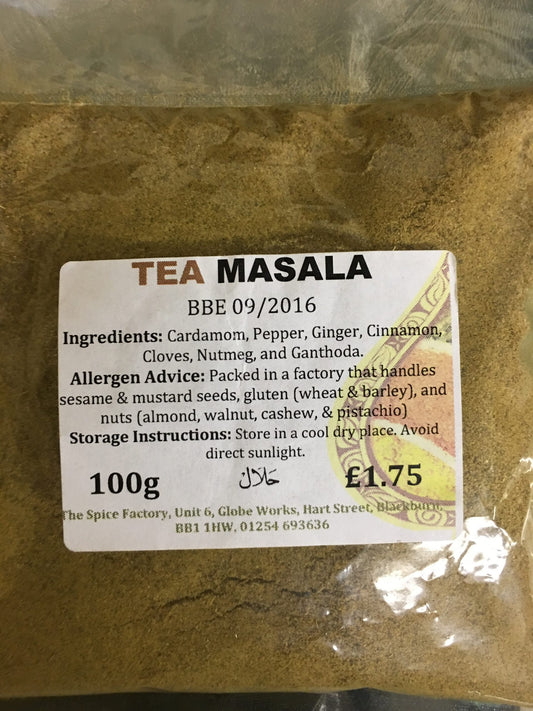 TEA MASALA
BBE 09/2016
Ingredients: Cardamom, Pepper, Ginger, Cinnamon,
Cloves, Nutmeg, and Ganthoda.
Allergen Advice: Packed in a factory that handles
sesame & mustard seeds, gluten (wheat & barley), and
nuts (almond, walnut, cashew, & pistachio)
Storage Instructions: Store in a cool dry place. Avoid
direct sunlight.
100g حلال £1.75
The Spice Factory, Unit 6, Globe Works, Hart Street, Blackburn,
BB1 1HW, 01254 693636